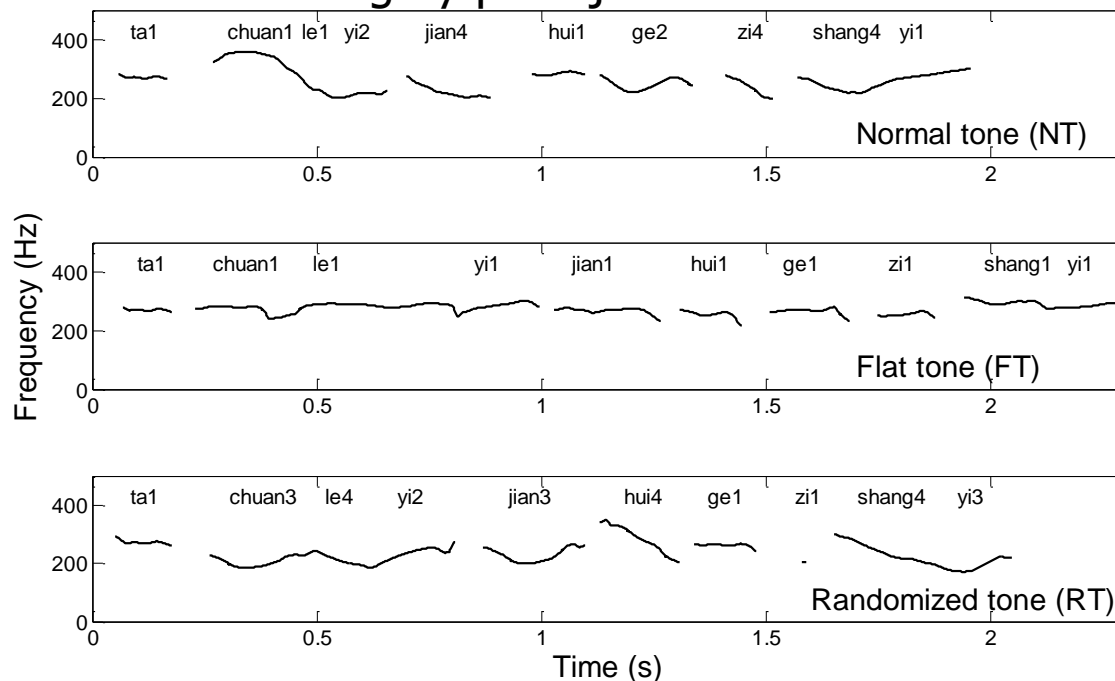 ta1 chuan1 le1 yi2 jian4 hui1 ge2 zi4 shang4 yi1
400
200
0
Normal tone (NT)
0 0.5 1 1.5 2
ta1 chuan1 le1 yi1 jian1 hui1 ge1 zi1 shang1 yi1
400
200
0
Flat tone (FT)
0 0.5 1 1.5 2
ta1 chuan3 le4 yi2 jian3 hui4 ge1 zi1 shang4 yi3
400
200
0
Randomized tone (RT)
0 0.5 1 1.5 2
Frequency (Hz)
Time (s)